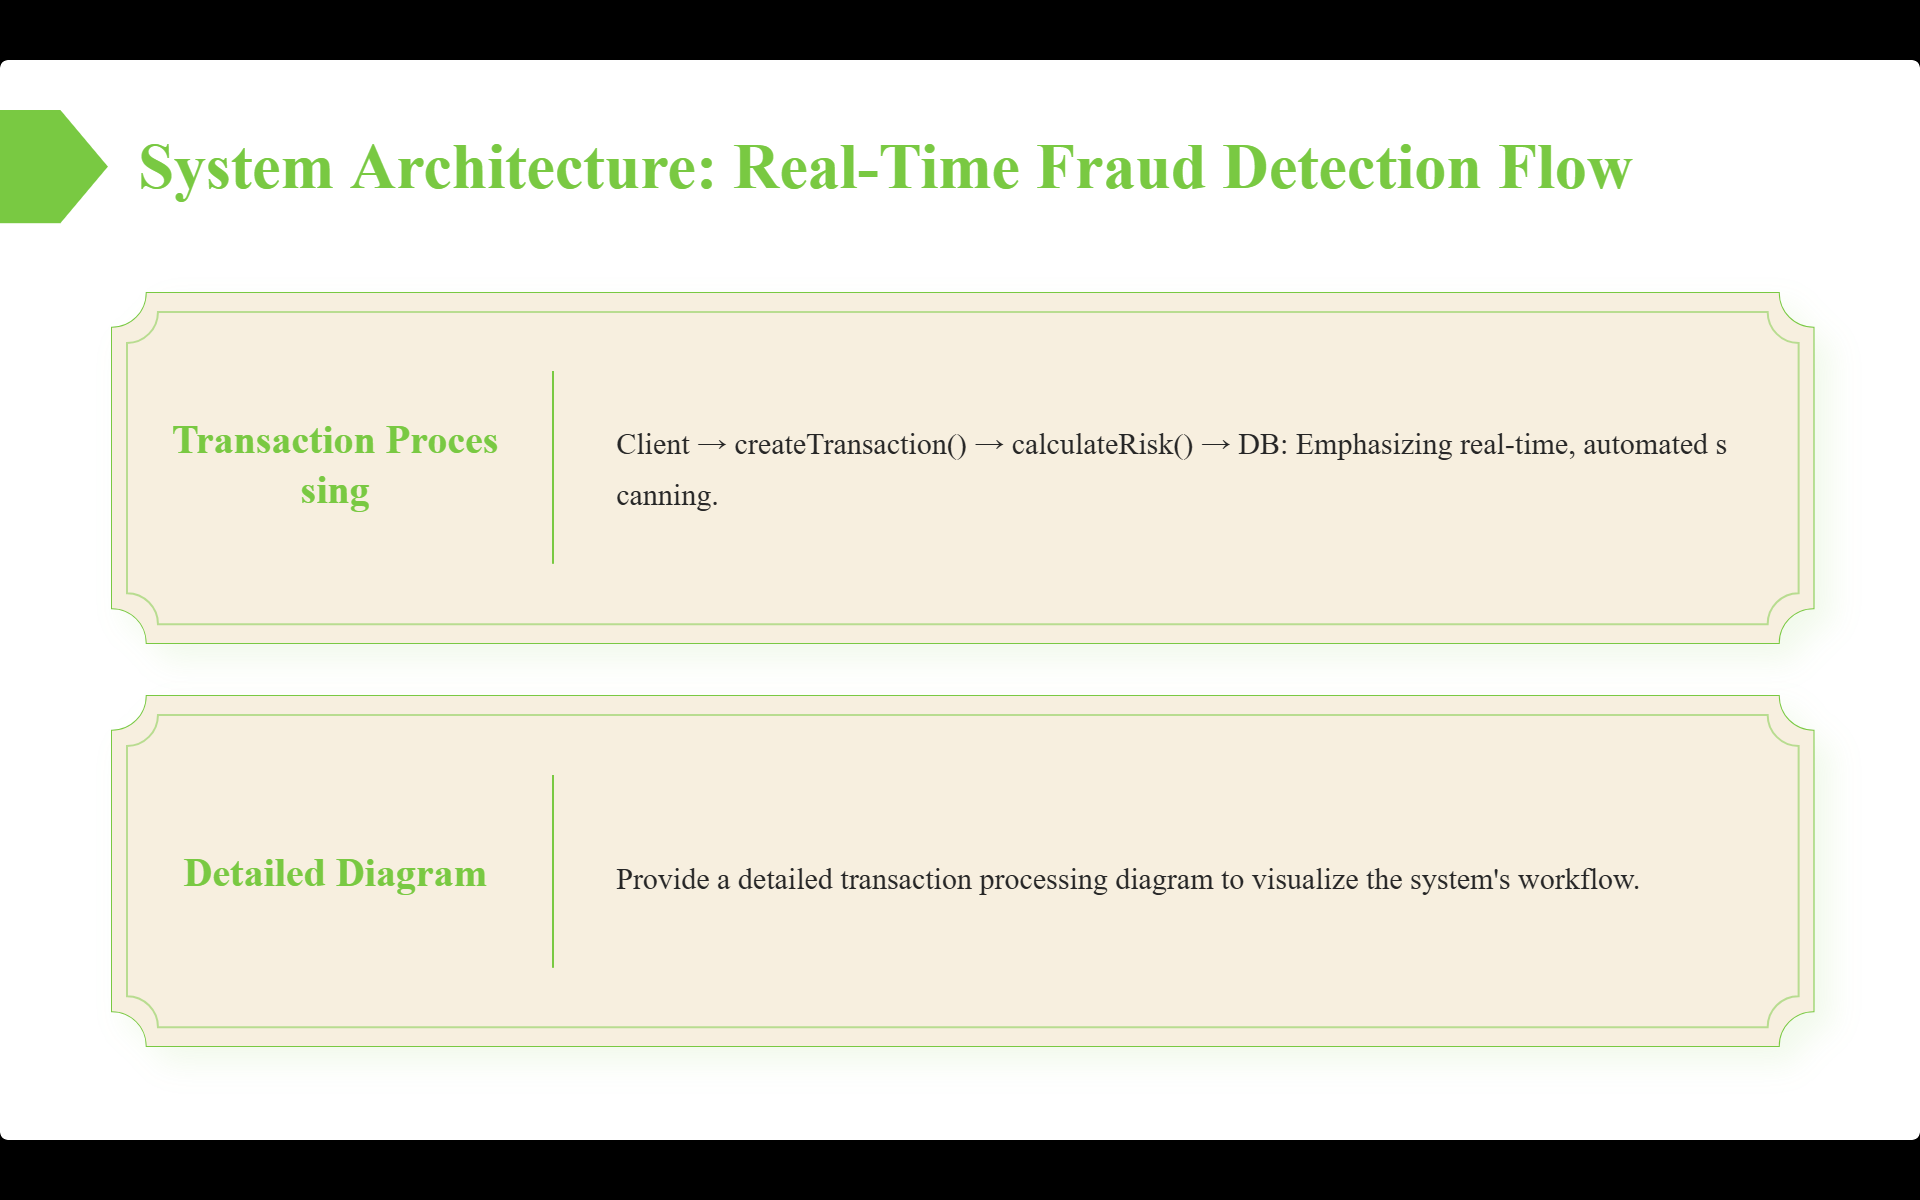 System Architecture: Real-Time Fraud Detection Flow
Transaction Proces
sing
Client → createTransaction() → calculateRisk() → DB: Emphasizing real-time, automated s
canning.
Detailed Diagram
Provide a detailed transaction processing diagram to visualize the system's workflow.